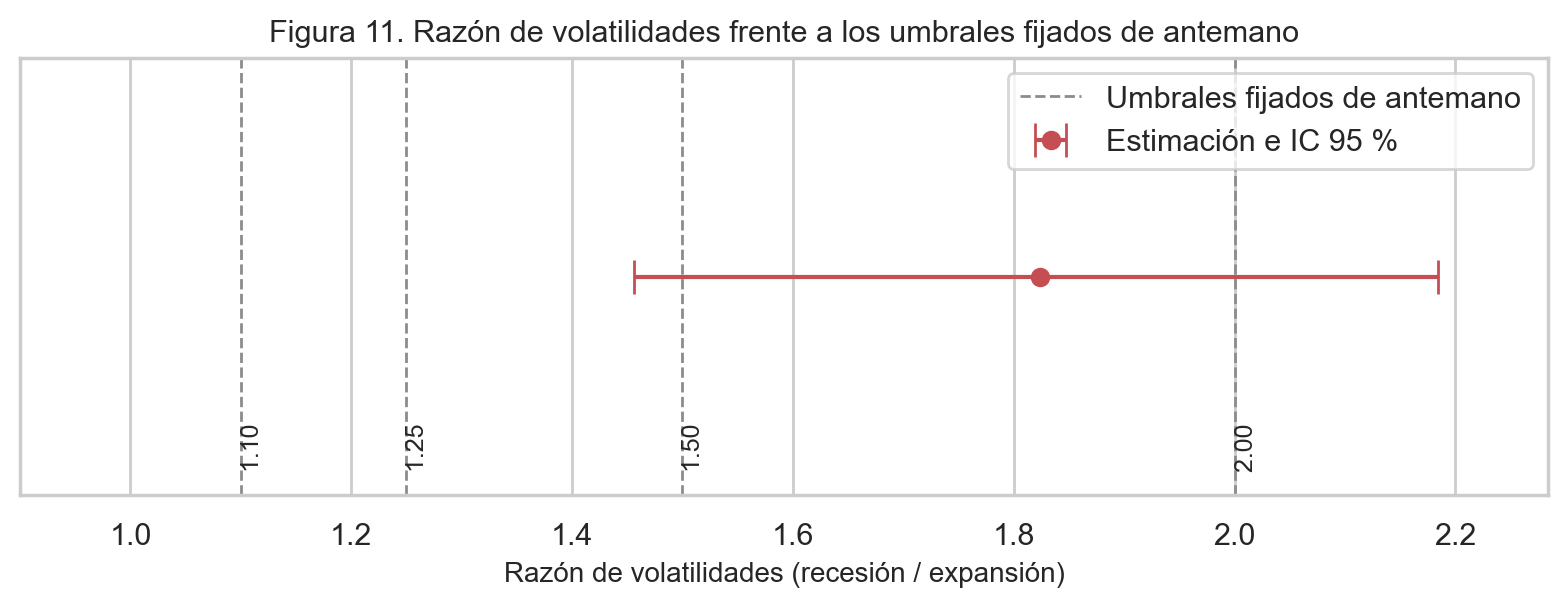 Figura 11. Razón de volatilidades frente a los umbrales fijados de antemano
Umbrales fijados de antemano
Estimación e IC 95 %
1.10
1.25
1.50
2.00
1.0
1.2
1.4
1.6
1.8
2.0
2.2
Razón de volatilidades (recesión / expansión)